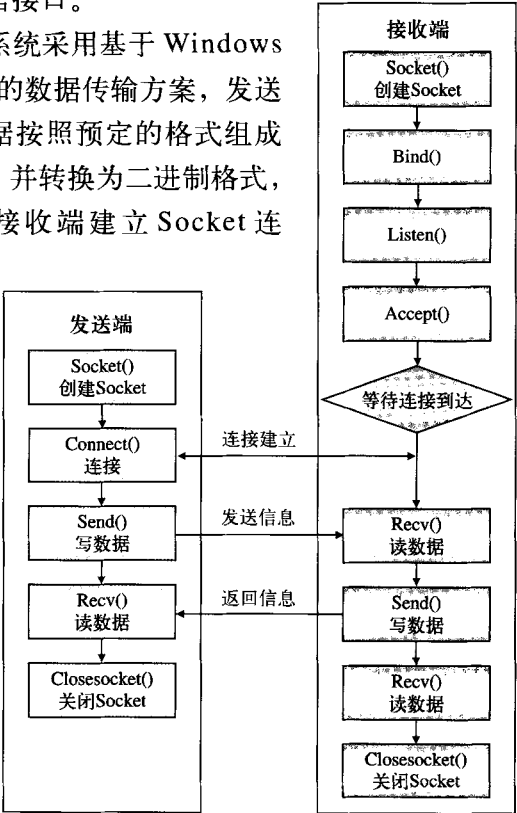 信接口。
系统采用基于 Windows
的数据传输方案，发送
据按照预定的格式组成
并转换为二进制格式，
接收端建立 Socket 连
发送端
Socket()
创建Socket
Connect()
连接
Send()
写数据
Recv()
读数据
Closesocket()
关闭Socket
连接建立
发送信息
返回信息
接收端
Socket()
创建Socket
Bind()
Listen()
Accept()
等待连接到达
Recv()
读数据
Send()
写数据
Recv()
读数据
Closesocket()
关闭Socket